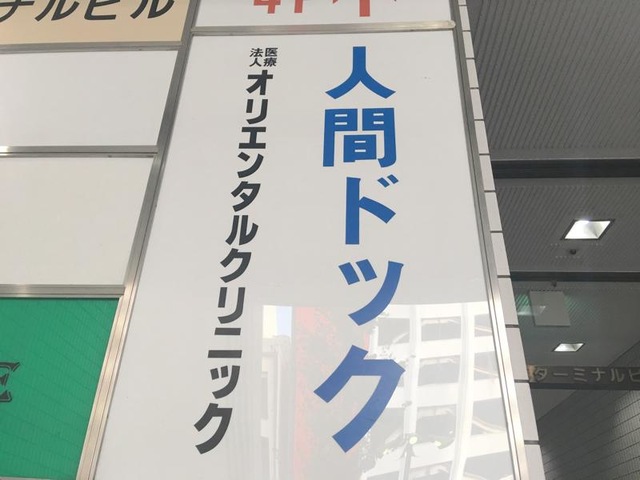 ナルビル
人間ドック
医療法人
オリエンタルクリニック
ターミナルビ
E